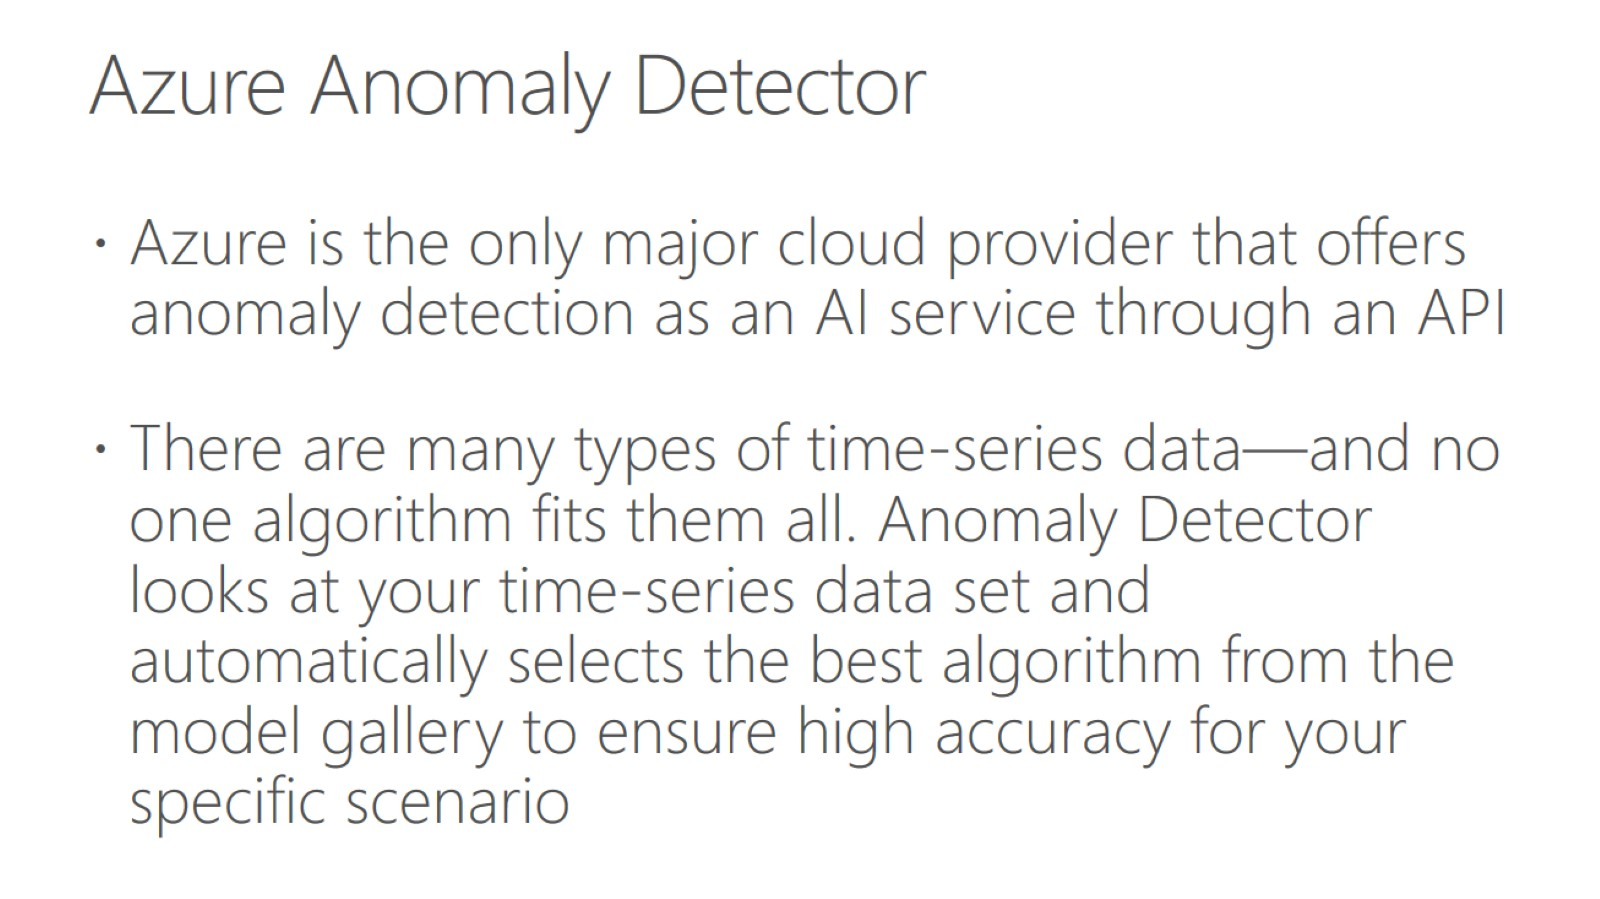 Azure Anomaly Detector
• Azure is the only major cloud provider that offers
anomaly detection as an AI service through an API
• There are many types of time-series data—and no
one algorithm fits them all. Anomaly Detector
looks at your time-series data set and
automatically selects the best algorithm from the
model gallery to ensure high accuracy for your
specific scenario